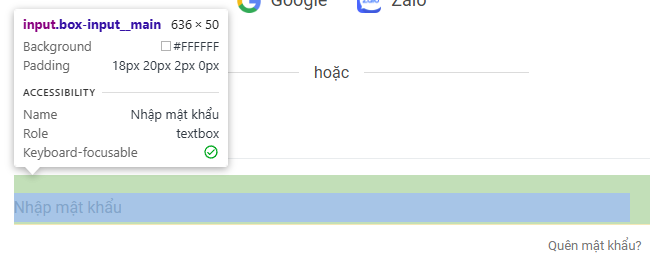 Google Zalo
input.box-input__main 636 × 50
Background #FFFFFF
Padding 18px 20px 2px 0px
ACCESSIBILITY
Name Nhập mật khẩu
Role textbox
Keyboard-focusable
hoặc
Nhập mật khẩu
Quên mật khẩu?